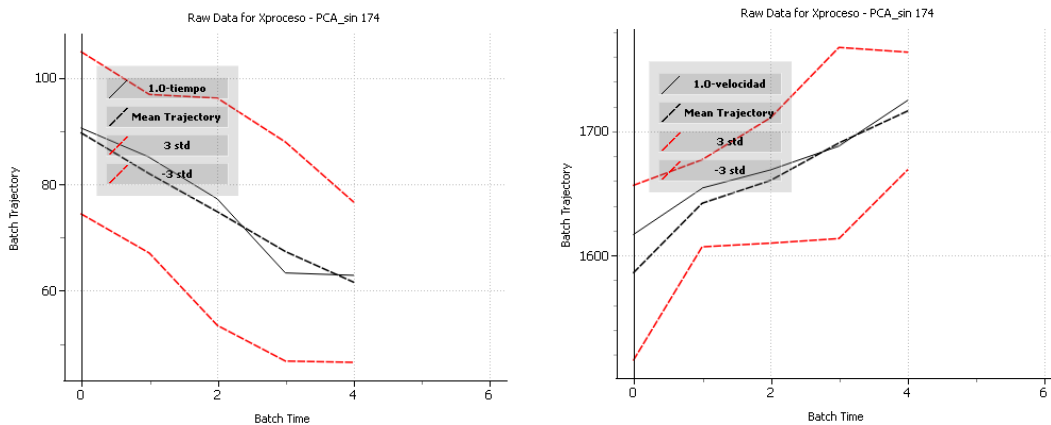 Raw Data for Xproceso - PCA_sin 174
100
80
60
Batch Trajectory
1.0-tiempo
Mean Trajectory
3 std
-3 std
0
2
4
6
Batch Time
Raw Data for Xproceso - PCA_sin 174
1700
1600
Batch Trajectory
1.0-velocidad
Mean Trajectory
3 std
-3 std
0
2
4
6
Batch Time